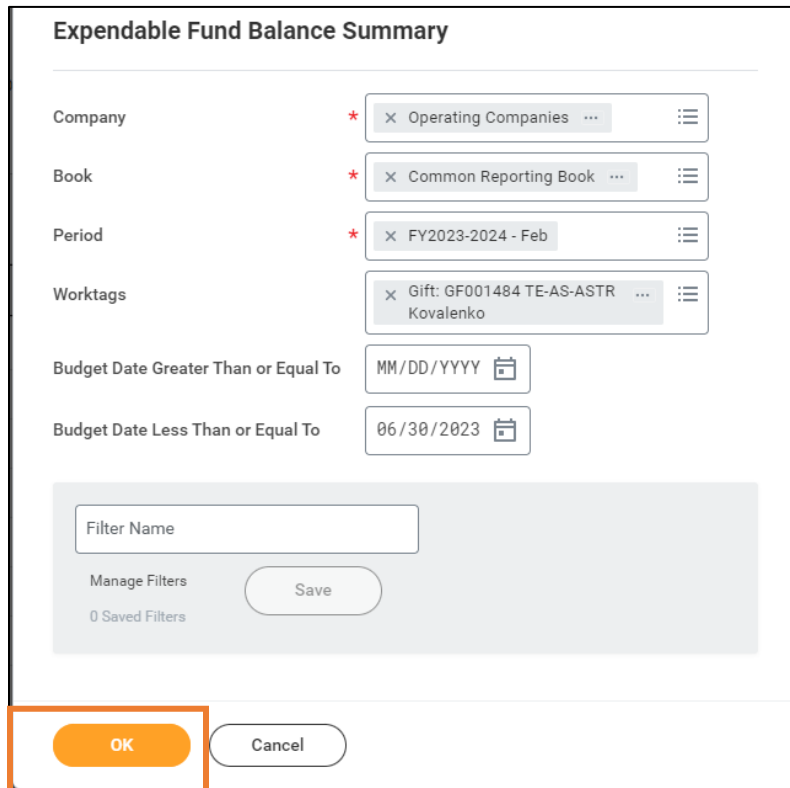 Expendable Fund Balance Summary
Company * × Operating Companies ...
Book * × Common Reporting Book ...
Period * × FY2023-2024 - Feb
Worktags × Gift: GF001484 TE-AS-ASTR ...
Kovalenko
Budget Date Greater Than or Equal To MM/DD/YYYY
Budget Date Less Than or Equal To 06/30/2023
Filter Name
Manage Filters
Save
0 Saved Filters
OK Cancel